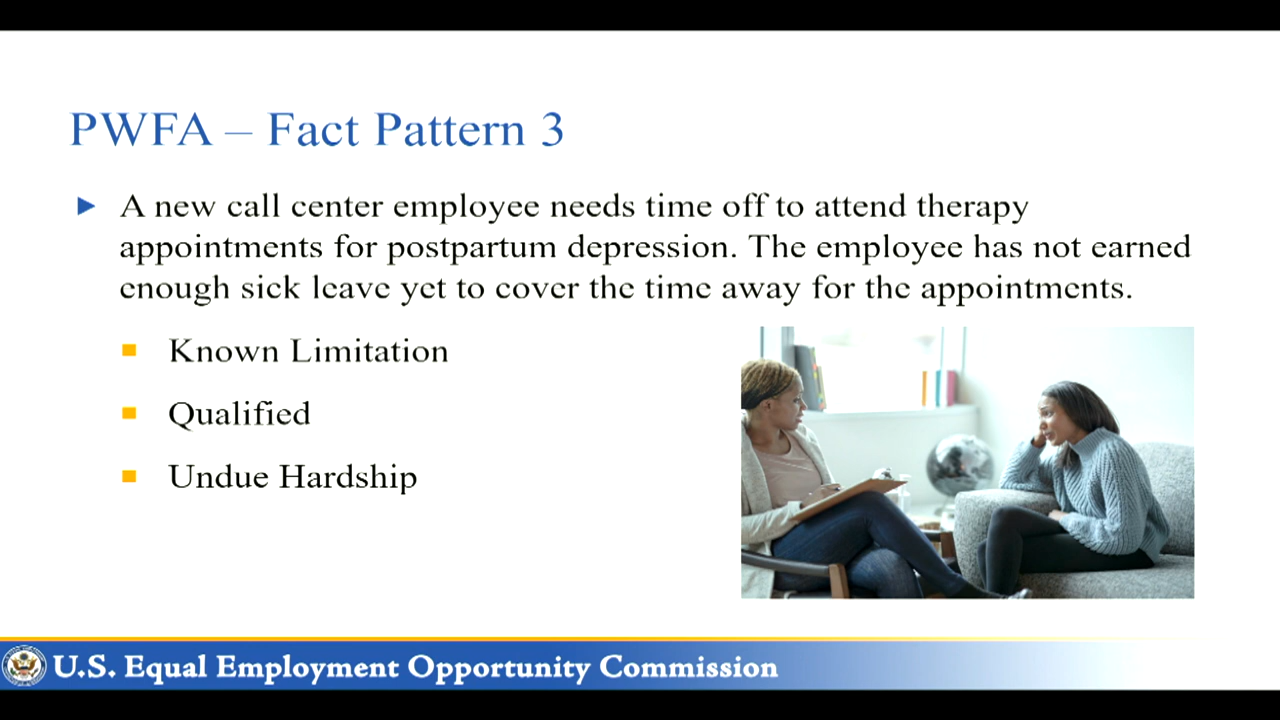 PWFA – Fact Pattern 3
A new call center employee needs time off to attend therapy
appointments for postpartum depression. The employee has not earned
enough sick leave yet to cover the time away for the appointments.
Known Limitation
Qualified
Undue Hardship
U.S. Equal Employment Opportunity Commission